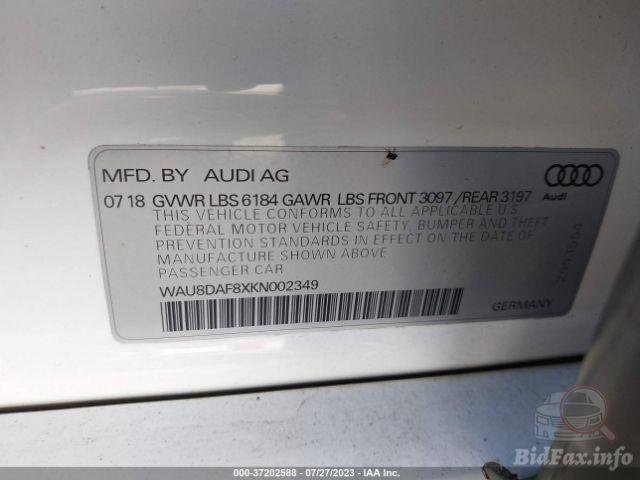 MFD. BY AUDI AG
07 18 GVWR LBS 6184 GAWR LBS FRONT 3097 / REAR 3197
Audi
THIS VEHICLE CONFORMS TO ALL APPLICABLE U.S
FEDERAL MOTOR VEHICLE SAFETY, BUMPER AND THEFT
PREVENTION STANDARDS IN EFFECT ON THE DATE OF
MANUFACTURE SHOWN ABOVE
PASSENGER CAR
WAU8DAF8XKN002349
GERMANY
BidFax.info
000-37202588 - 07/27/2023 - IAA Inc.